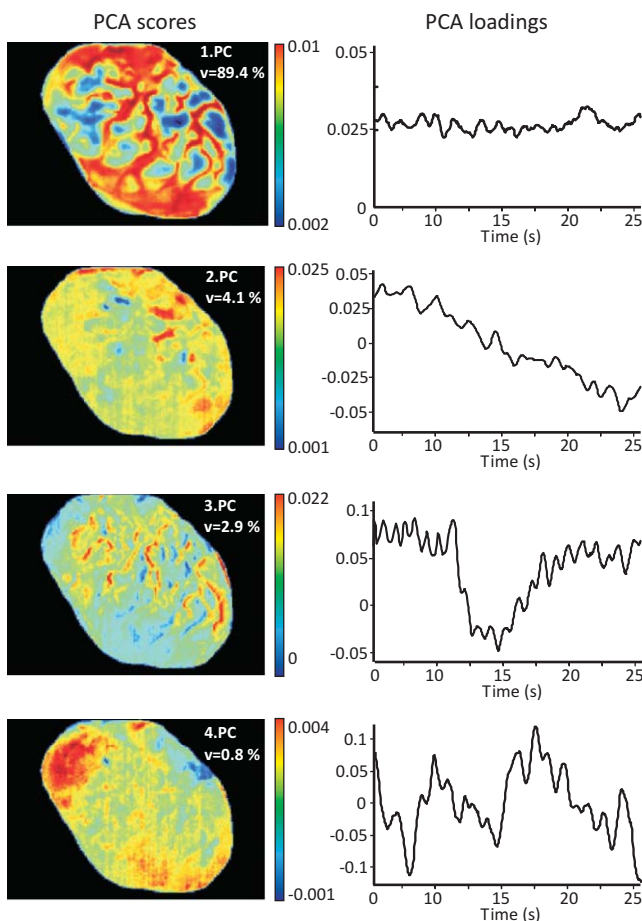 PCA scores
PCA loadings
1.PC
v=89.4 %
0.01
0.002
0.05
0.025
0
0 10 15 20 25
Time (s)
2.PC
v=4.1 %
0.025
0.001
0.05
0.025
0
-0.025
-0.05
0 10 15 20 25
Time (s)
3.PC
v=2.9 %
0.022
0
0.1
0.05
0
-0.05
0 10 15 20 25
Time (s)
4.PC
v=0.8 %
0.004
-0.001
0.1
0.05
0
-0.05
-0.1
0 10 15 20 25
Time (s)